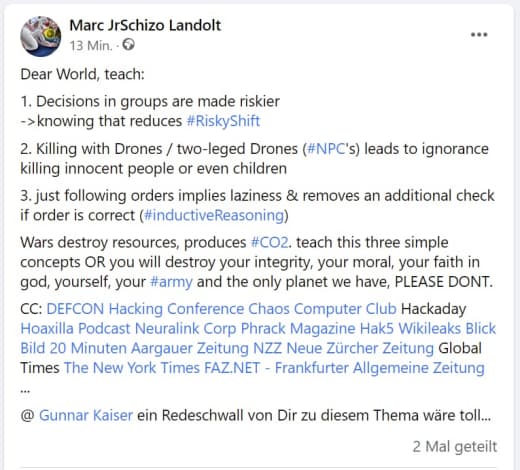 Marc JrSchizo Landolt
13 Min. ·
Dear World, teach:
1. Decisions in groups are made riskier
->knowing that reduces #RiskyShift
2. Killing with Drones / two-leged Drones (#NPC's) leads to ignorance
killing innocent people or even children
3. just following orders implies laziness & removes an additional check
if order is correct (#inductiveReasoning)
Wars destroy resources, produces #CO2. teach this three simple
concepts OR you will destroy your integrity, your moral, your faith in
god, yourself, your #army and the only planet we have, PLEASE DONT.
CC: DEFCON Hacking Conference Chaos Computer Club Hackaday
Hoaxilla Podcast Neuralink Corp Phrack Magazine Hak5 Wikileaks Blick
Bild 20 Minuten Aargauer Zeitung NZZ Neue Zürcher Zeitung Global
Times The New York Times FAZ.NET - Frankfurter Allgemeine Zeitung
...
@ Gunnar Kaiser ein Redeschwall von Dir zu diesem Thema wäre toll...
2 Mal geteilt